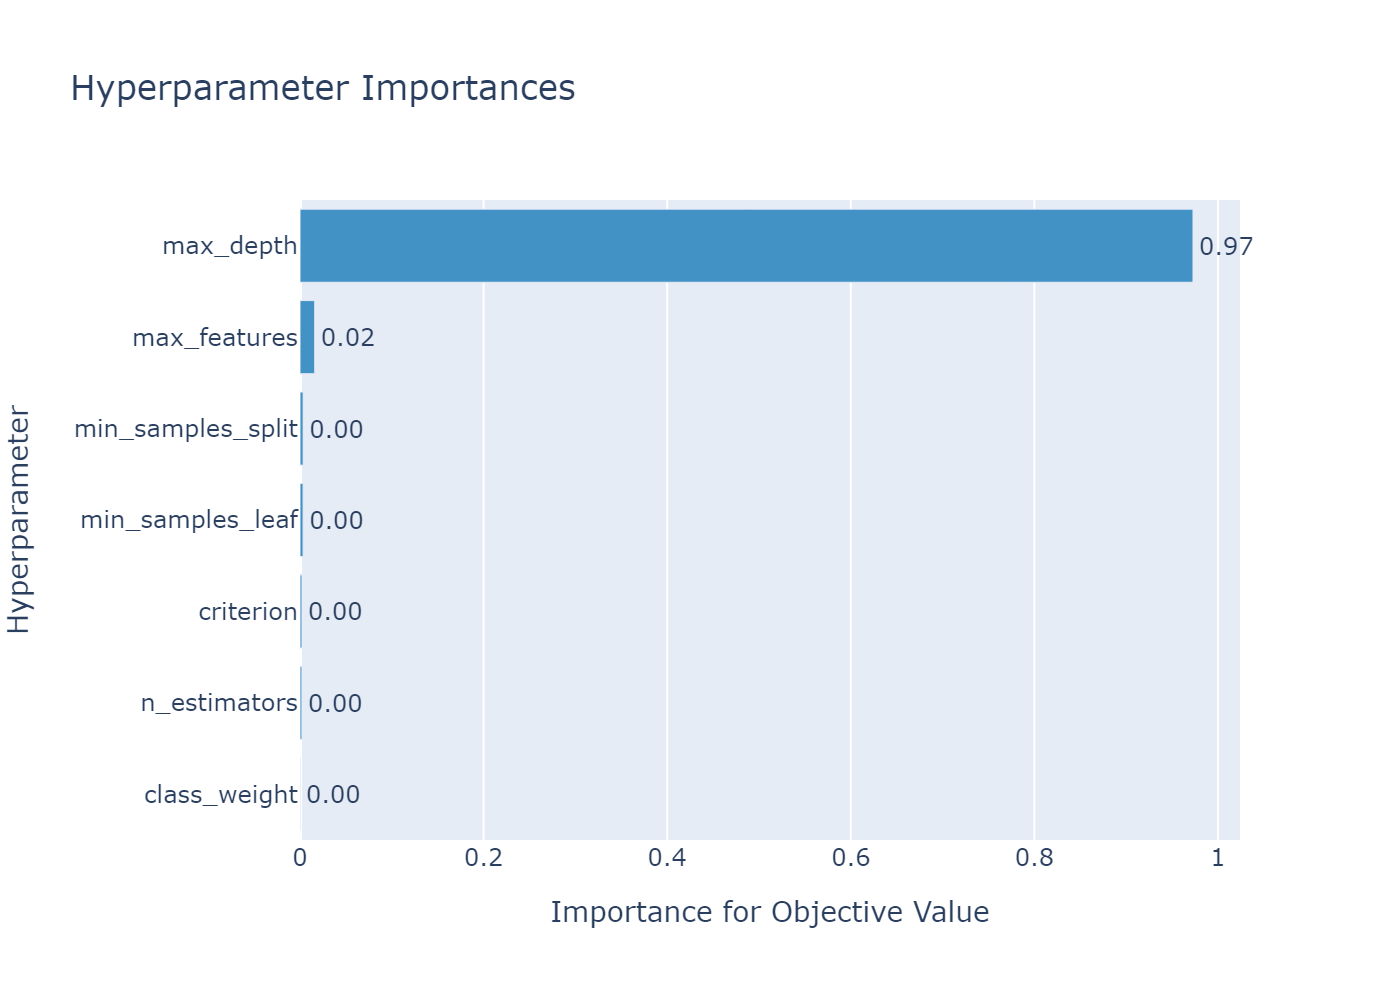 Hyperparameter Importances
Hyperparameter
max_depth 0.97
max_features 0.02
min_samples_split 0.00
min_samples_leaf 0.00
criterion 0.00
n_estimators 0.00
class_weight 0.00
0 0.2 0.4 0.6 0.8 1
Importance for Objective Value